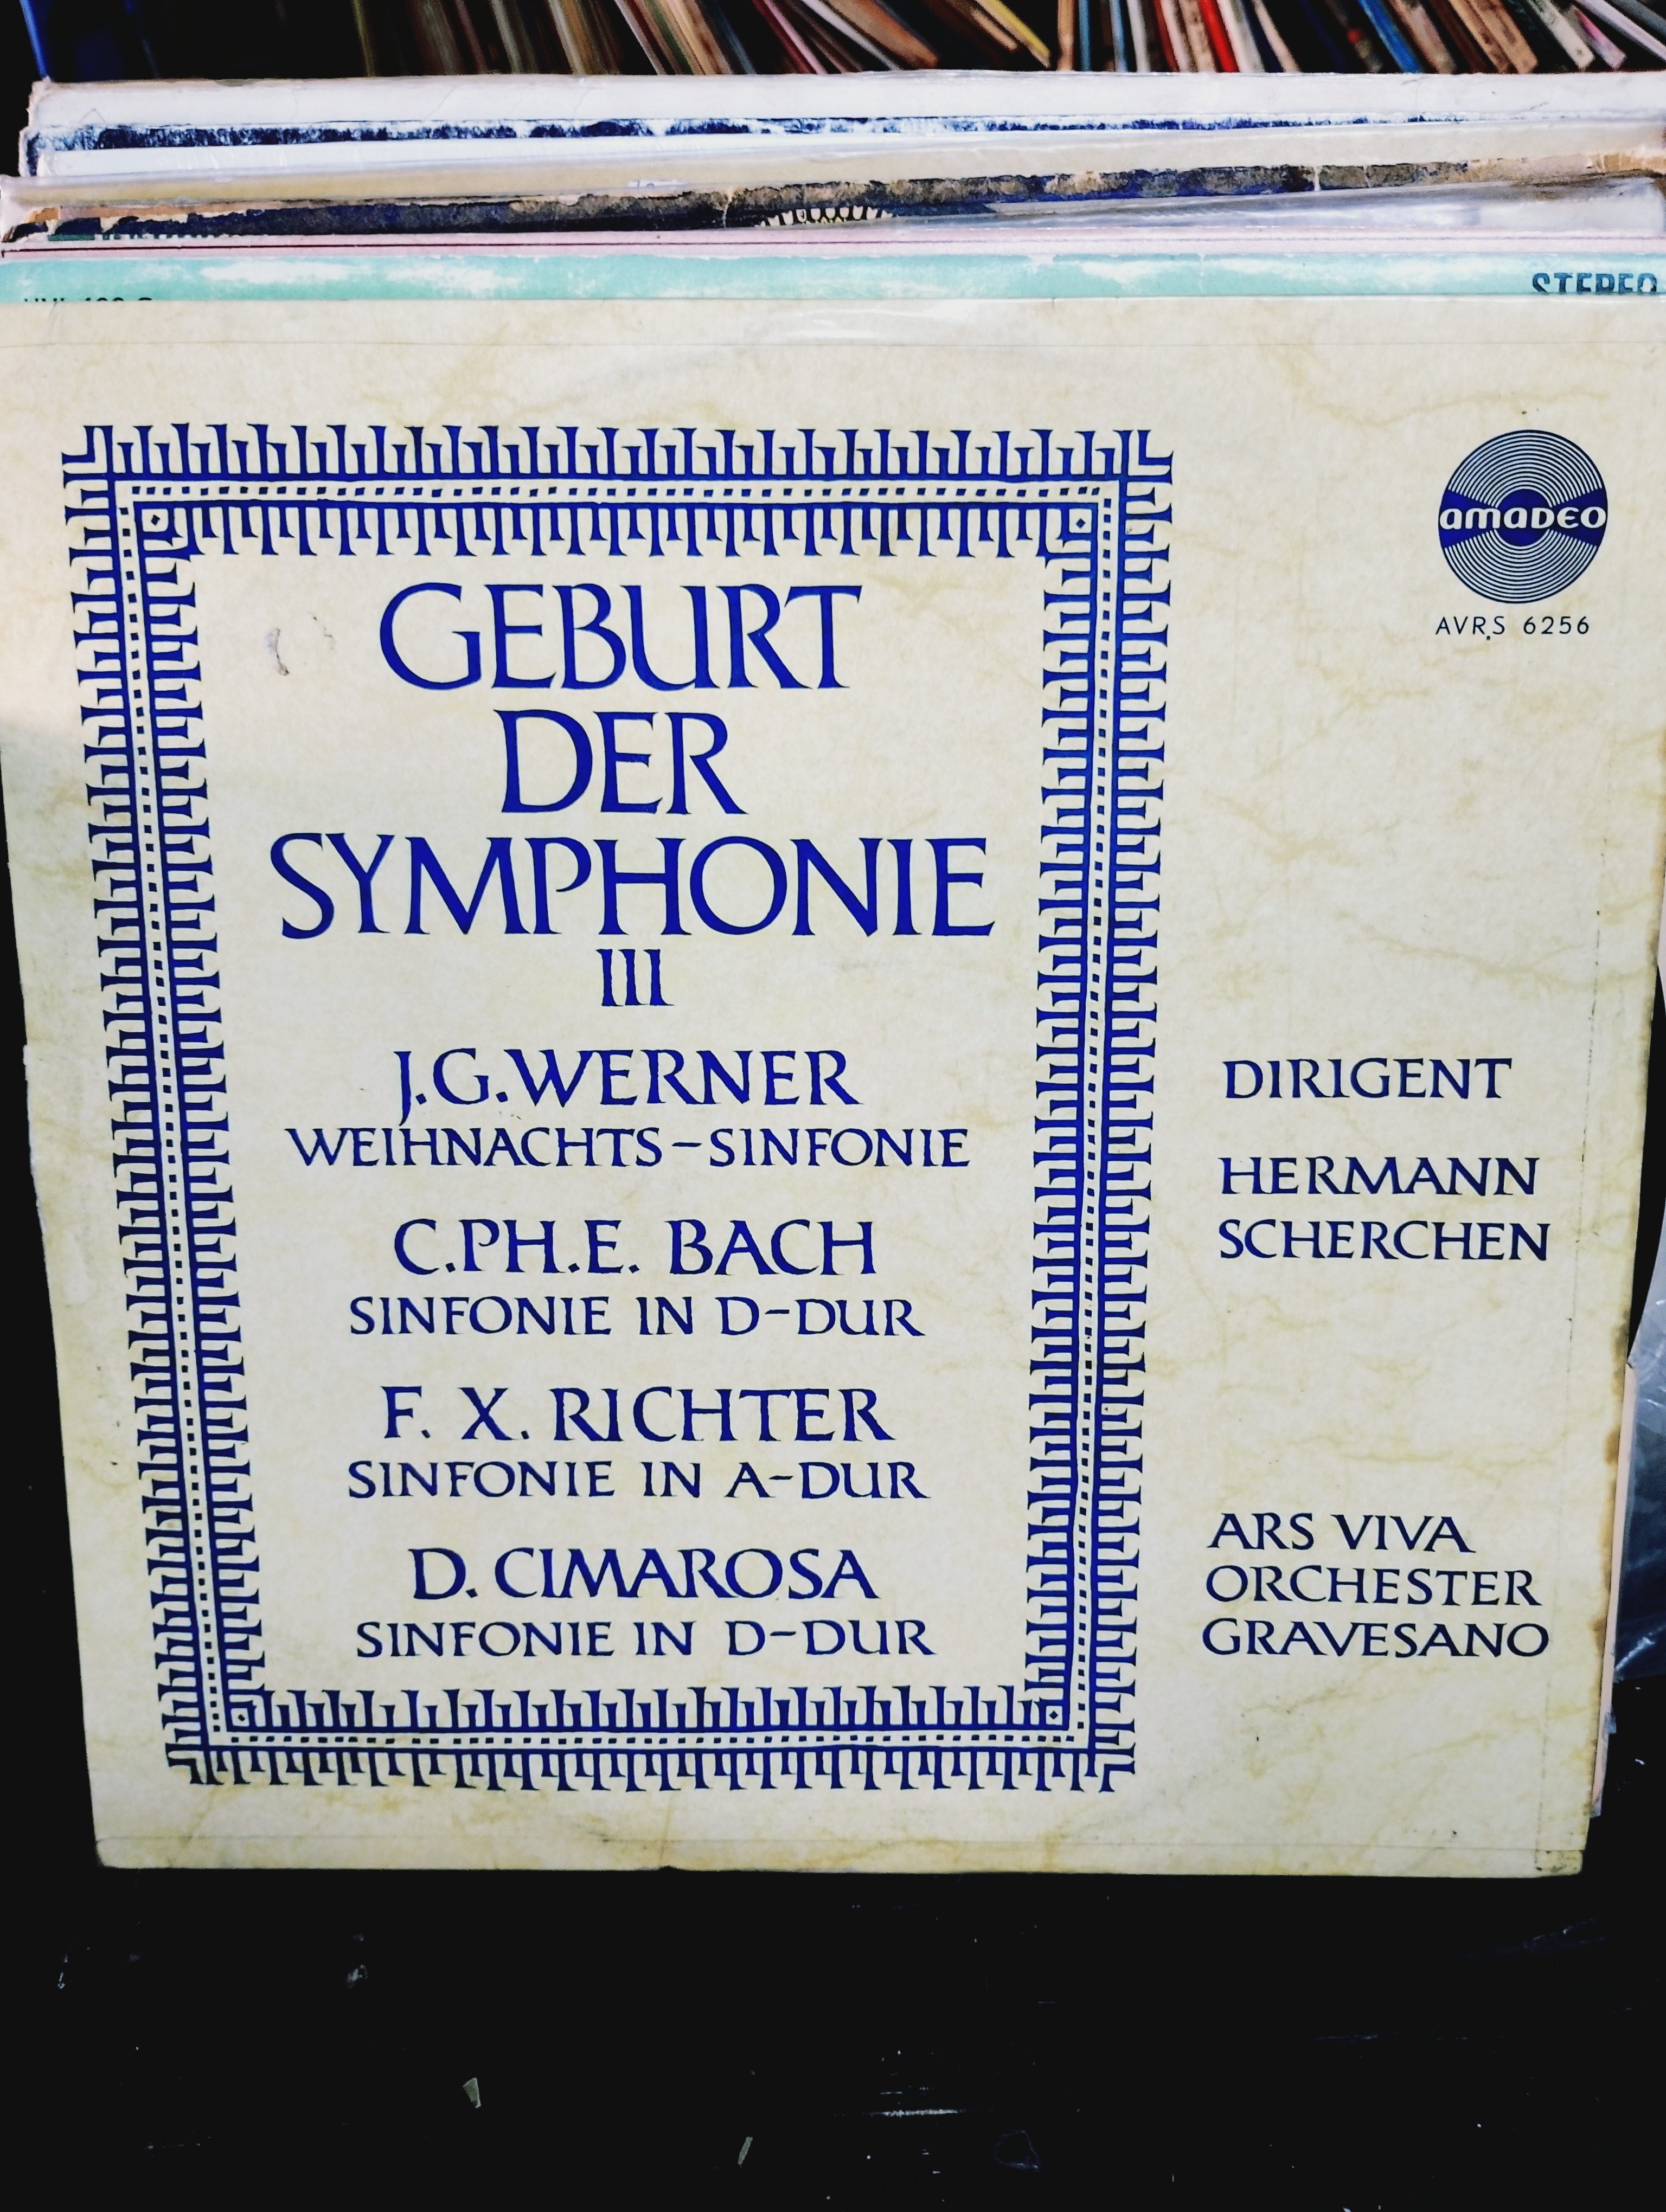 STEREO
amadeo
AVRS 6256
GEBURT
DER
SYMPHONIE
III
J.G.WERNER
WEIHNACHTS-SINFONIE
C.PH.E. BACH
SINFONIE IN D-DUR
F. X. RICHTER
SINFONIE IN A-DUR
D. CIMAROSA
SINFONIE IN D-DUR
DIRIGENT
HERMANN
SCHERCHEN
ARS VIVA
ORCHESTER
GRAVESANO